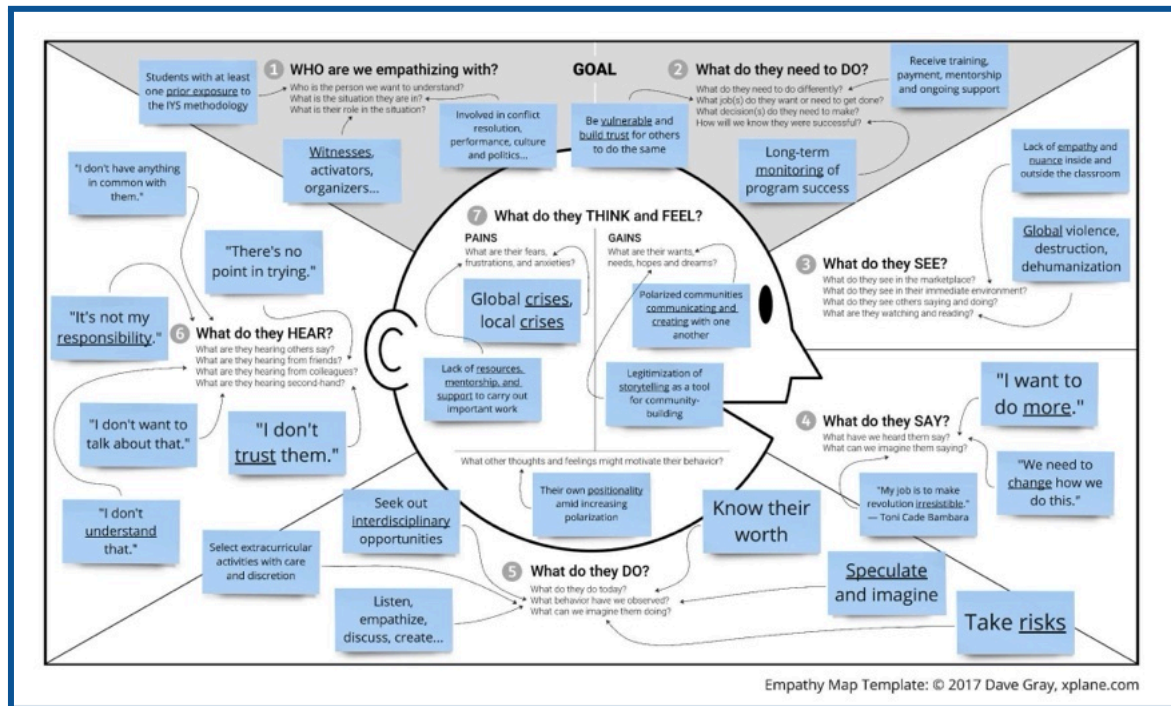 Students with at least
one prior exposure to
the IYS methodology
1 WHO are we empathizing with?
Who is the person we want to understand?
What is the situation they are in?
What is their role in the situation?
Witnesses,
activators,
organizers...
Involved in conflict
resolution,
performance, culture
and politics...
GOAL
2 What do they need to DO?
What do they need to do differently?
What job(s) do they want or need to get done?
What decision(s) do they need to make?
How will we know they were successful?
Be vulnerable and
build trust for others
to do the same
Receive training,
payment, mentorship
and ongoing support
Long-term
monitoring of
program success
Lack of empathy and
nuance inside and
outside the classroom
Global violence,
destruction,
dehumanization
3 What do they SEE?
What do they see in the marketplace?
What do they see in their immediate environment?
What do they see others saying and doing?
What are they watching and reading?
4 What do they SAY?
What have we heard them say?
What can we imagine them saying?
"I want to
do more."
"My job is to make
revolution irresistible."
— Toni Cade Bambara
"We need to
change how we
do this."
5 What do they DO?
What do they do today?
What behavior have we observed?
What can we imagine them doing?
Seek out
interdisciplinary
opportunities
Select extracurricular
activities with care
and discretion
Listen,
empathize,
discuss, create...
Know their
worth
Speculate
and imagine
Take risks
6 What do they HEAR?
What are they hearing others say?
What are they hearing from friends?
What are they hearing from colleagues?
What are they hearing second-hand?
"I don't have anything
in common with
them."
"There's no
point in trying."
"It's not my
responsibility."
"I don't want to
talk about that."
"I don't
trust them."
"I don't
understand
that."
7 What do they THINK and FEEL?
PAINS
What are their fears,
frustrations, and anxieties?
Global crises,
local crises
Lack of resources,
mentorship, and
support to carry out
important work
GAINS
What are their wants,
needs, hopes and dreams?
Polarized communities
communicating and
creating with one
another
Legitimization of
storytelling as a tool
for community-
building
What other thoughts and feelings might motivate their behavior?
Their own positionality
amid increasing
polarization
Empathy Map Template: © 2017 Dave Gray, xplane.com